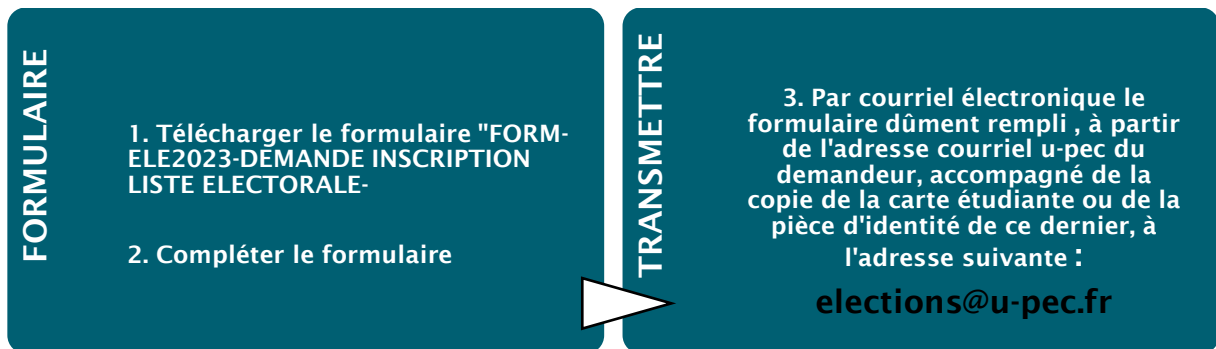 FORMULAIRE
1. Télécharger le formulaire "FORM-
ELE2023-DEMANDE INSCRIPTION
LISTE ELECTORALE-
2. Compléter le formulaire
TRANSMETTRE
3. Par courriel électronique le
formulaire dûment rempli , à partir
de l'adresse courriel u-pec du
demandeur, accompagné de la
copie de la carte étudiante ou de la
pièce d'identité de ce dernier, à
l'adresse suivante :
elections@u-pec.fr